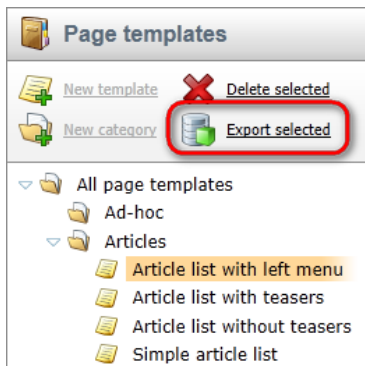 Page templates
New template Delete selected
New category Export selected
All page templates
Ad-hoc
Articles
Article list with left menu
Article list with teasers
Article list without teasers
Simple article list